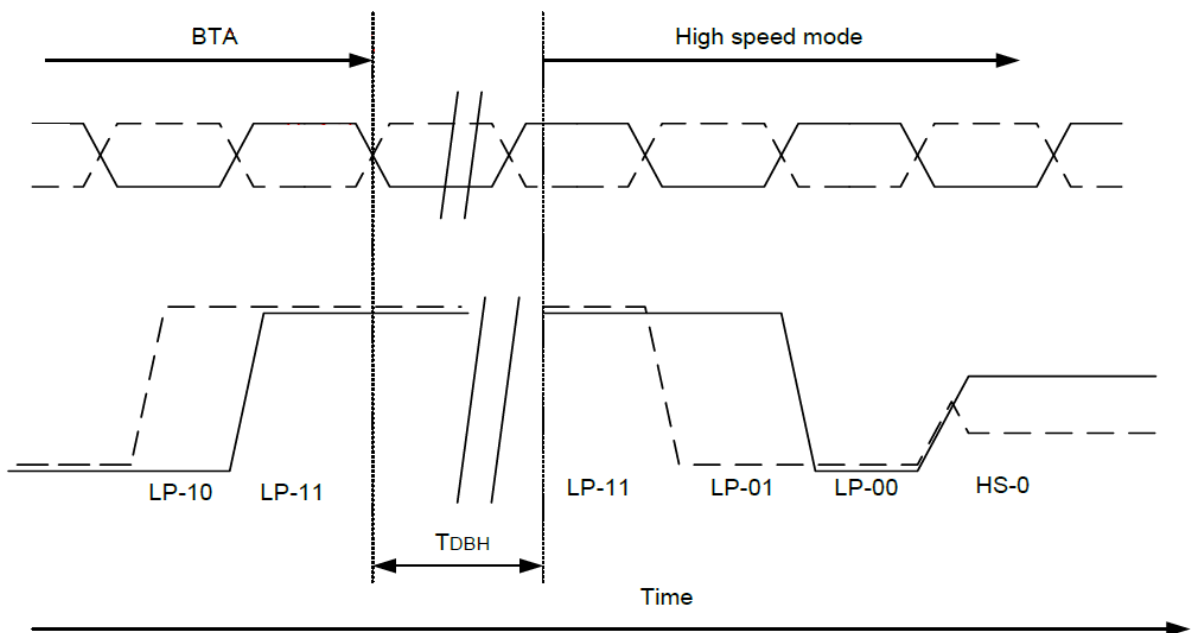 BTA
High speed mode
LP-10
LP-11
LP-11
LP-01
LP-00
HS-0
TDBH
Time